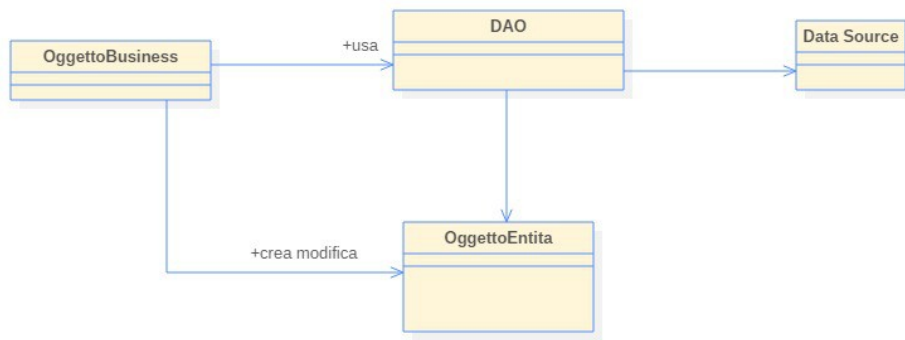 DAO
Data Source
OggettoBusiness
+usa
OggettoEntita
+crea modifica